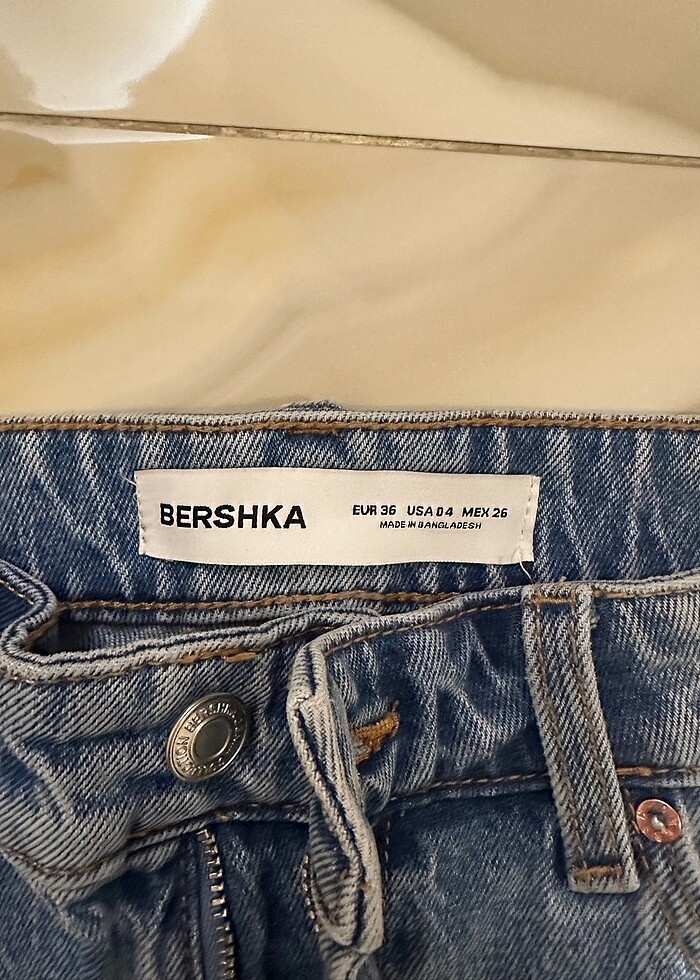 BERSHKA
EUR 36 USA 04 MEX 26
MADE IN BANGLADESH